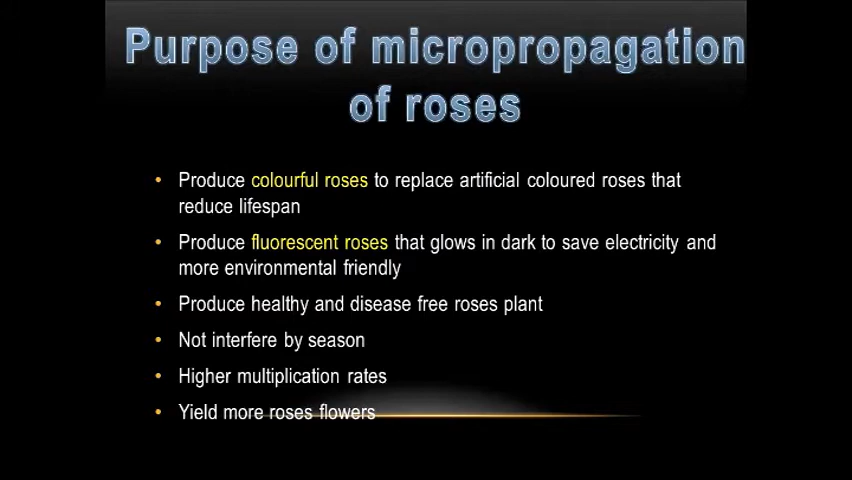 Purpose of micropropagation
of roses
• Produce colourful roses to replace artificial coloured roses that
reduce lifespan
• Produce fluorescent roses that glows in dark to save electricity and
more environmental friendly
• Produce healthy and disease free roses plant
• Not interfere by season
• Higher multiplication rates
• Yield more roses flowers